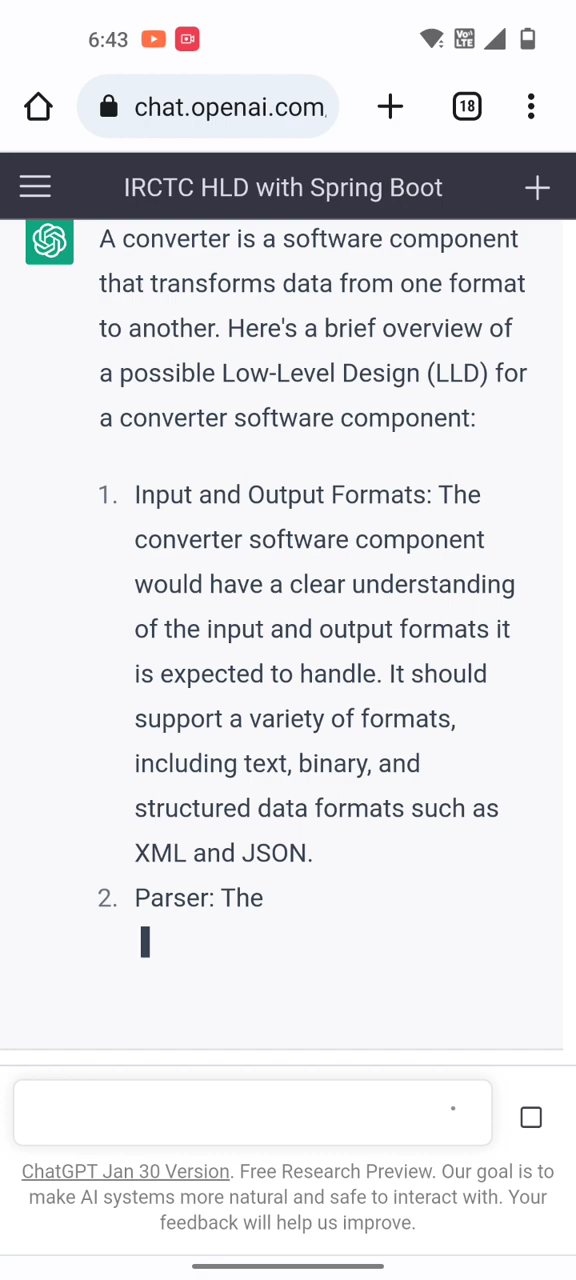 6:43
Vo
LTE
chat.openai.com
18
IRCTC HLD with Spring Boot
A converter is a software component
that transforms data from one format
to another. Here's a brief overview of
a possible Low-Level Design (LLD) for
a converter software component:
1. Input and Output Formats: The
converter software component
would have a clear understanding
of the input and output formats it
is expected to handle. It should
support a variety of formats,
including text, binary, and
structured data formats such as
XML and JSON.
2. Parser: The
ChatGPT Jan 30 Version. Free Research Preview. Our goal is to
make AI systems more natural and safe to interact with. Your
feedback will help us improve.